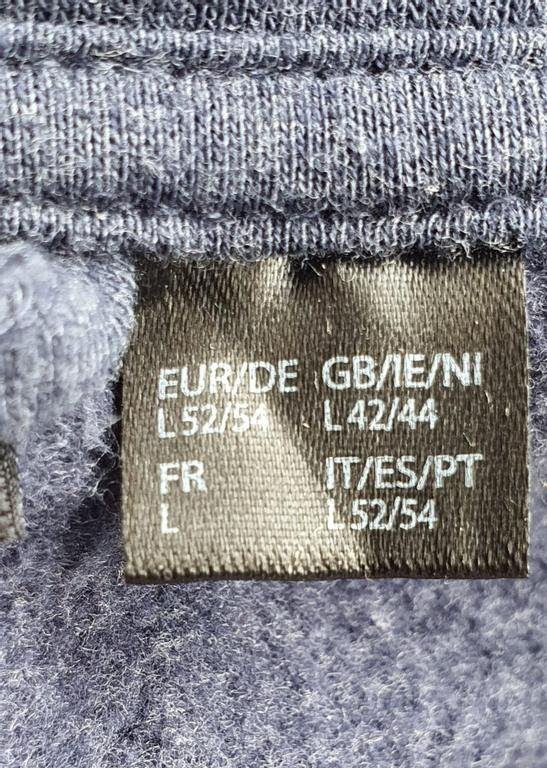 EUR/DE GB/IE/NI
L 52/54 L 42/44
FR IT/ES/PT
L L 52/54